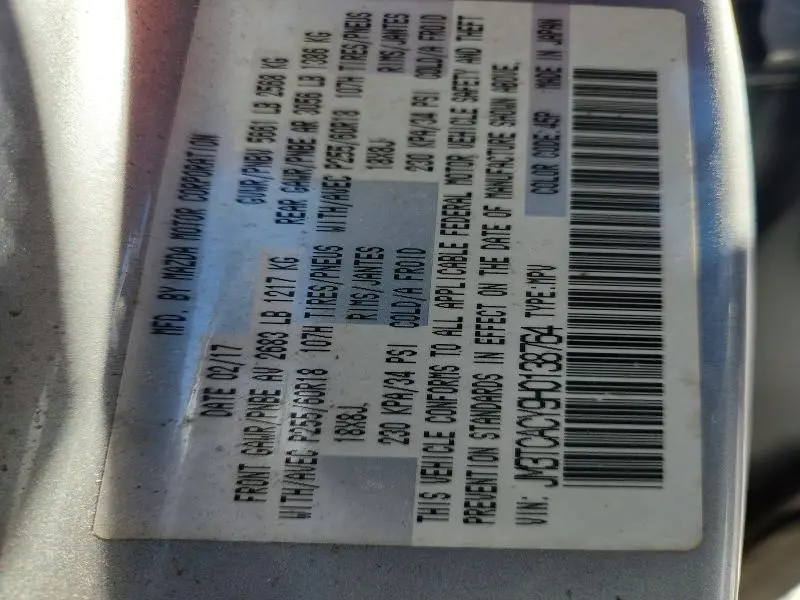 MFD. BY MAZDA MOTOR CORPORATION
DATE 02/17 GVWR/PNBV 5661 LB 2568 KG
FRONT GAWR/PNBE AV 2683 LB 1217 KG REAR GAWR/PNBE AR 3056 LB 1386 KG
WITH/AVEC P255/60R18 107H TIRES/PNEUS WITH/AVEC P255/60R18 107H TIRES/PNEUS
18X8J RIMS/JANTES 18X8J RIMS/JANTES
230 KPA/34 PSI COLD/A FROID 230 KPA/34 PSI COLD/A FROID
THIS VEHICLE CONFORMS TO ALL APPLICABLE FEDERAL MOTOR VEHICLE SAFETY AND THEFT
PREVENTION STANDARDS IN EFFECT ON THE DATE OF MANUFACTURE SHOWN ABOVE.
VIN: JM3TCACY9H0138764 TYPE:MPV COLOR CODE:45P MADE IN JAPAN